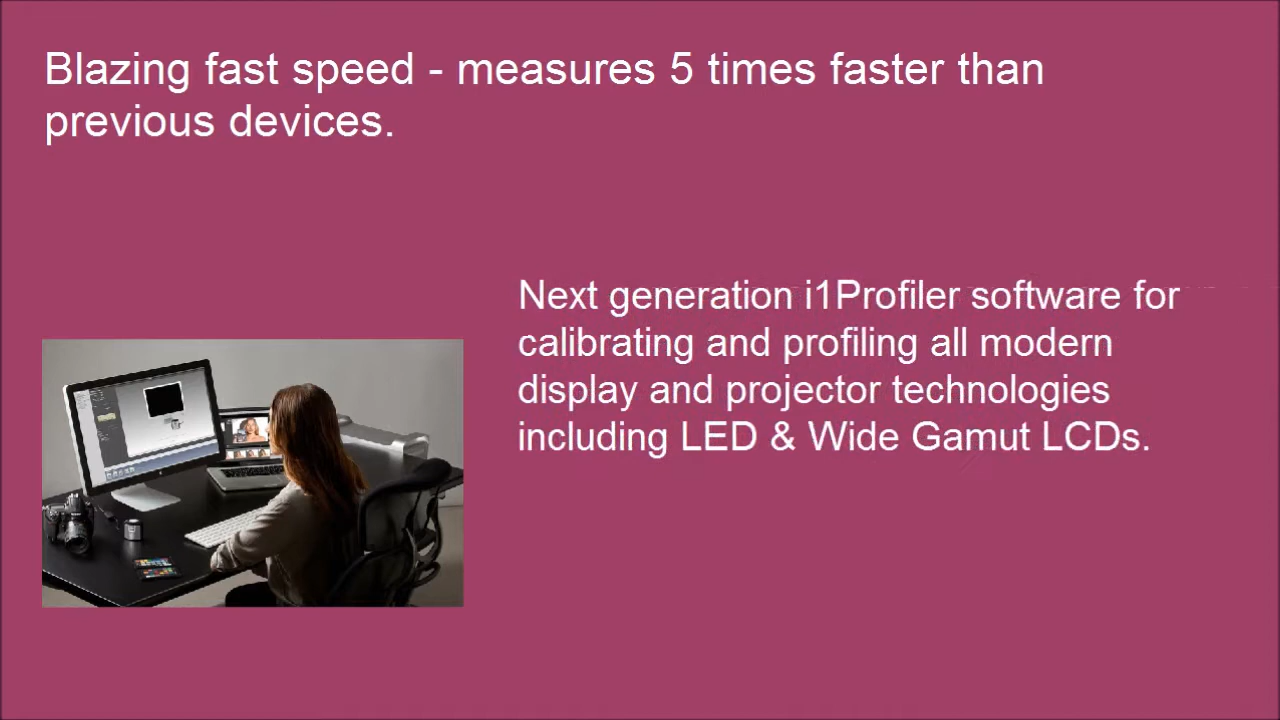 Blazing fast speed - measures 5 times faster than
previous devices.
Next generation i1Profiler software for
calibrating and profiling all modern
display and projector technologies
including LED & Wide Gamut LCDs.